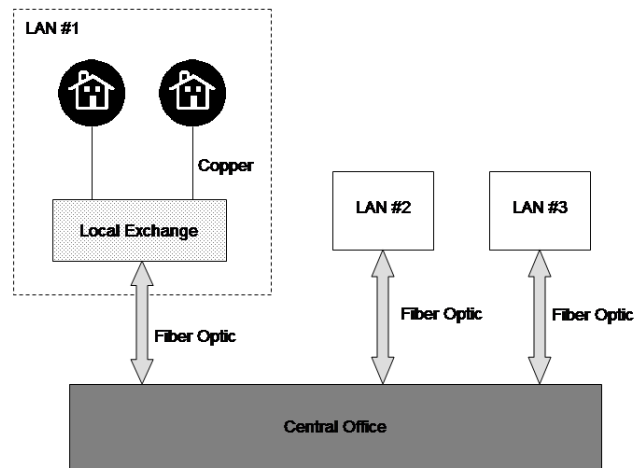 LAN #1
Copper
Local Exchange
LAN #2
LAN #3
Fiber Optic
Fiber Optic
Fiber Optic
Central Office